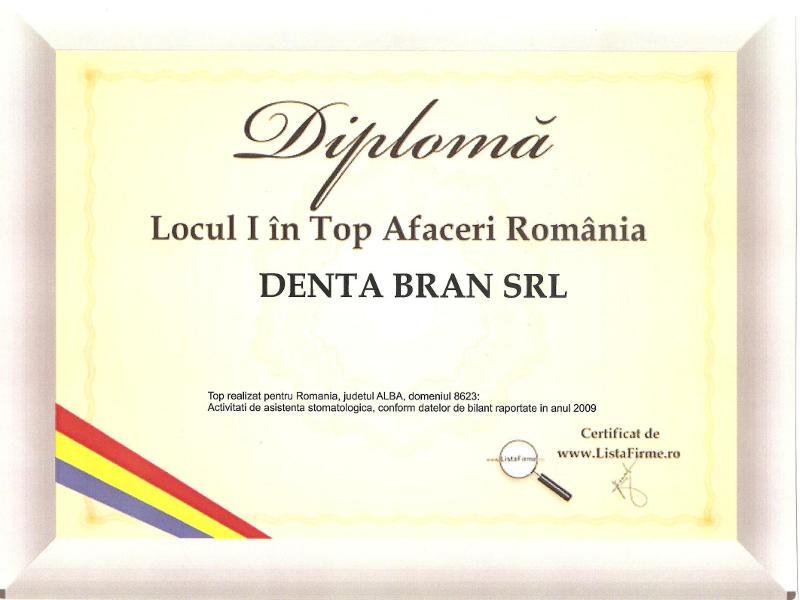 Diplomă
Locul I în Top Afaceri România
DENTA BRAN SRL
Top realizat pentru Romania, judetul ALBA, domeniul 8623:
Activitati de asistenta stomatologica, conform datelor de bilant raportate in anul 2009
Certificat de
www.ListaFirme.ro
ListaFirme